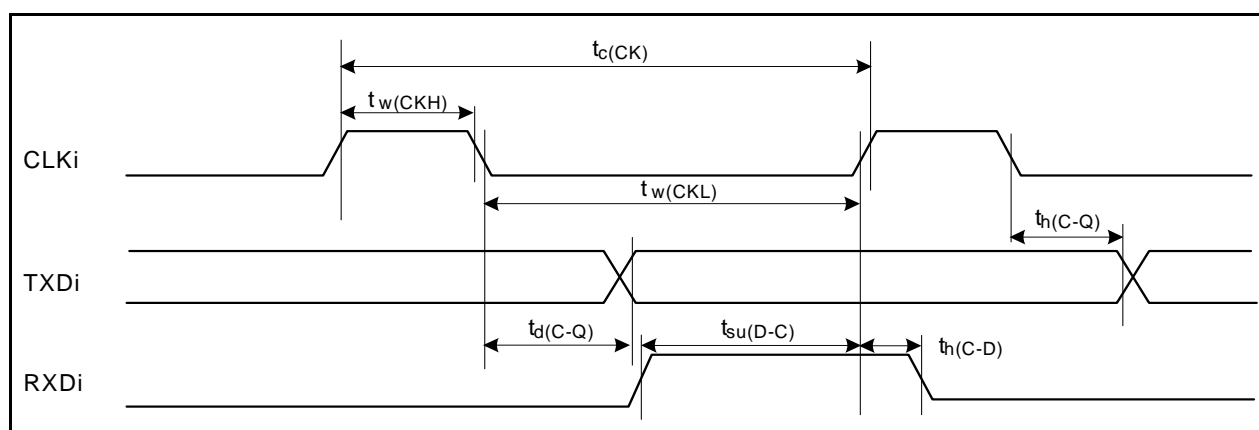 tc(CK)
tw(CKH)
CLKi
tw(CKL)
th(C-Q)
TXDi
td(C-Q)
tsu(D-C)
th(C-D)
RXDi